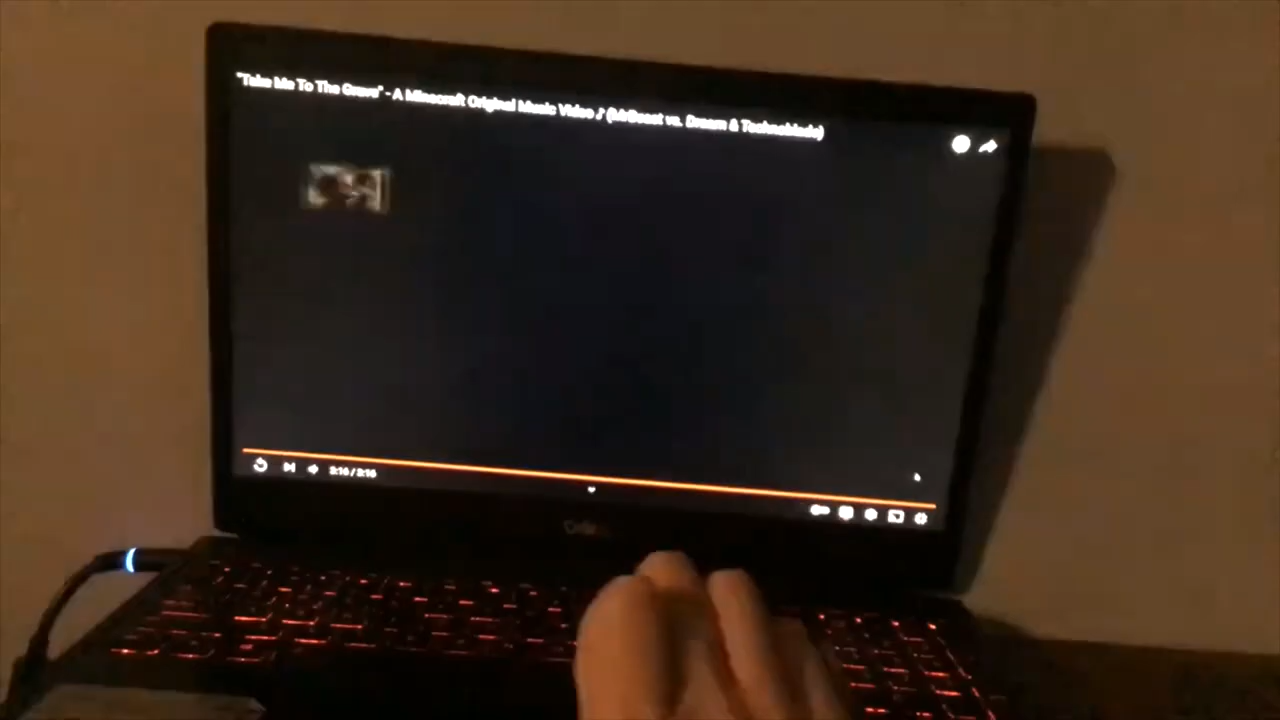 "Take Me To The Grave" - A Minecraft Original Music Video ♪ (MrBeast vs. Dream & Technoblade)